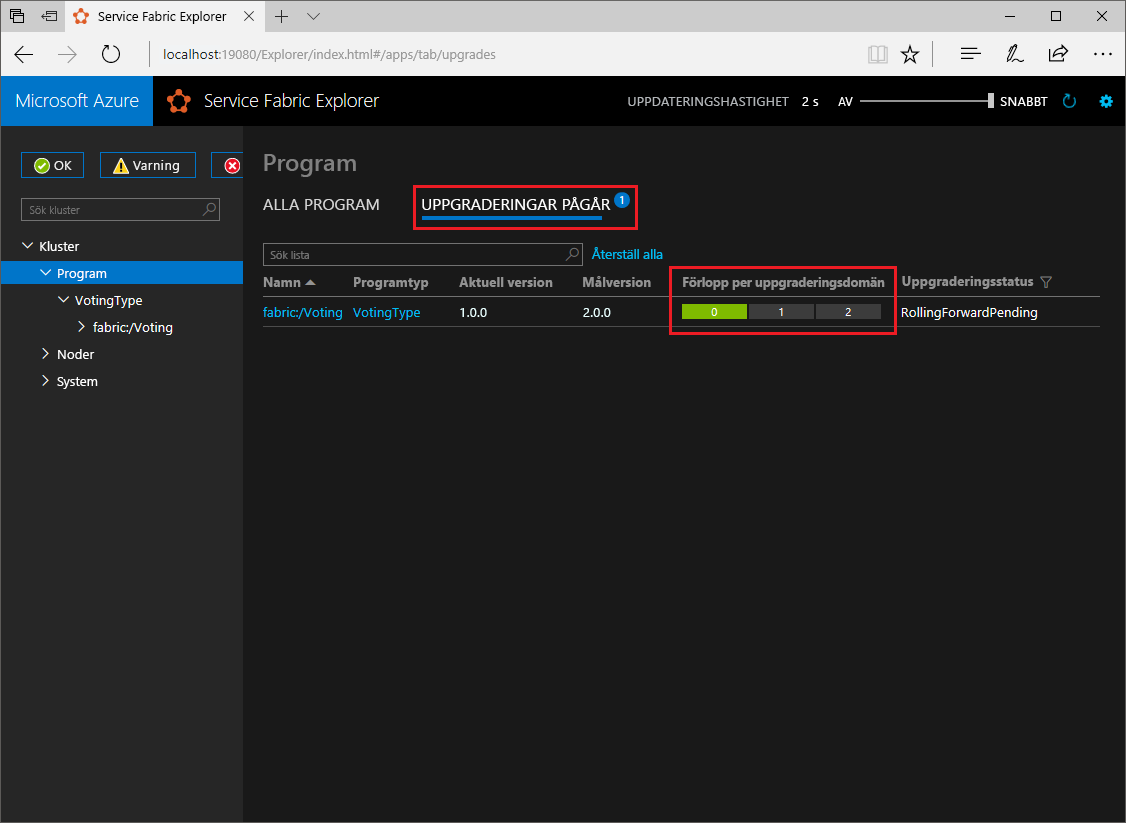 Service Fabric Explorer
localhost:19080/Explorer/index.html#/apps/tab/upgrades
Microsoft Azure Service Fabric Explorer UPPDATERINGSHASTIGHET 2 s AV SNABBT
OK Varning
Program
Sök kluster
ALLA PROGRAM UPPGRADERINGAR PÅGÅR 1
Kluster
Sök lista Återställ alla
Program
Namn Programtyp Aktuell version Målversion Förlopp per uppgraderingsdomän Uppgraderingsstatus
VotingType
fabric:/Voting VotingType 1.0.0 2.0.0 0 1 2 RollingForwardPending
fabric:/Voting
Noder
System